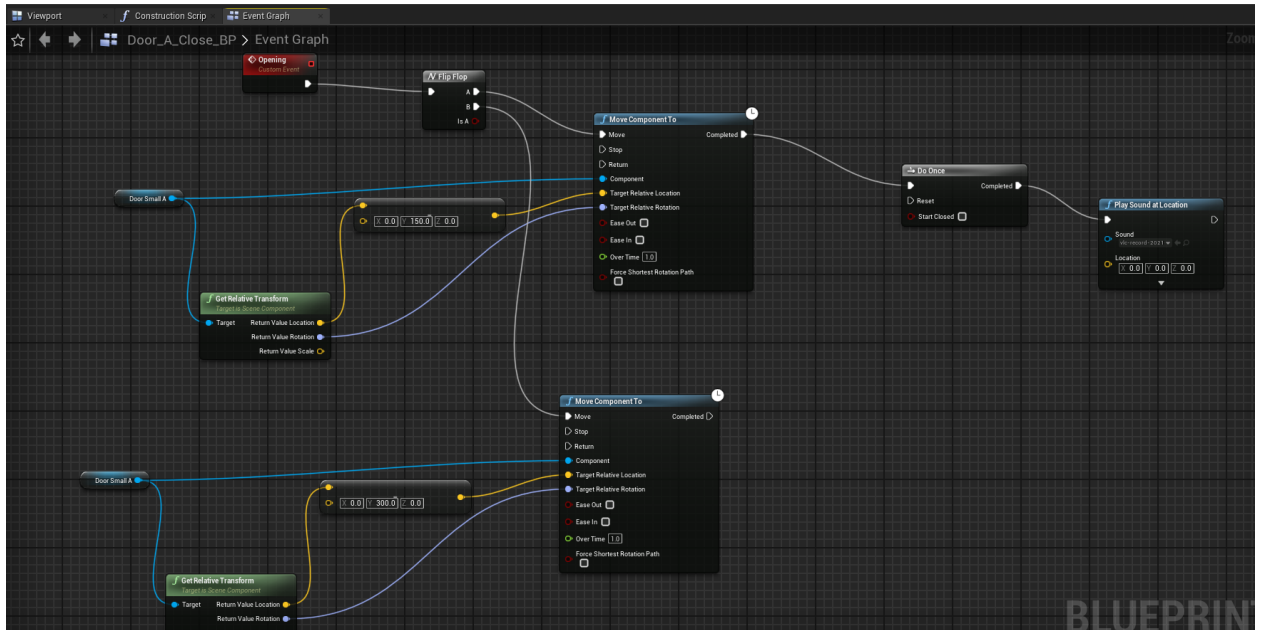 Viewport
Construction Scrip
Event Graph
Door_A_Close_BP > Event Graph
Zoom
Opening
Custom Event
Flip Flop
A
B
Is A
Move Component To
Move Completed
Stop
Return
Component
Target Relative Location
Target Relative Rotation
Ease Out
Ease In
Over Time 1.0
Force Shortest Rotation Path
Do Once
Completed
Reset
Start Closed
Play Sound at Location
Sound
vlc-record-2021
Location
X 0.0 Y 0.0 Z 0.0
Door Small A
X 0.0 Y 150.0 Z 0.0
Get Relative Transform
Target is Scene Component
Target Return Value Location
Return Value Rotation
Return Value Scale
Move Component To
Move Completed
Stop
Return
Component
Target Relative Location
Target Relative Rotation
Ease Out
Ease In
Over Time 1.0
Force Shortest Rotation Path
Door Small A
X 0.0 Y 300.0 Z 0.0
Get Relative Transform
Target is Scene Component
Target Return Value Location
Return Value Rotation
BLUEPRINT